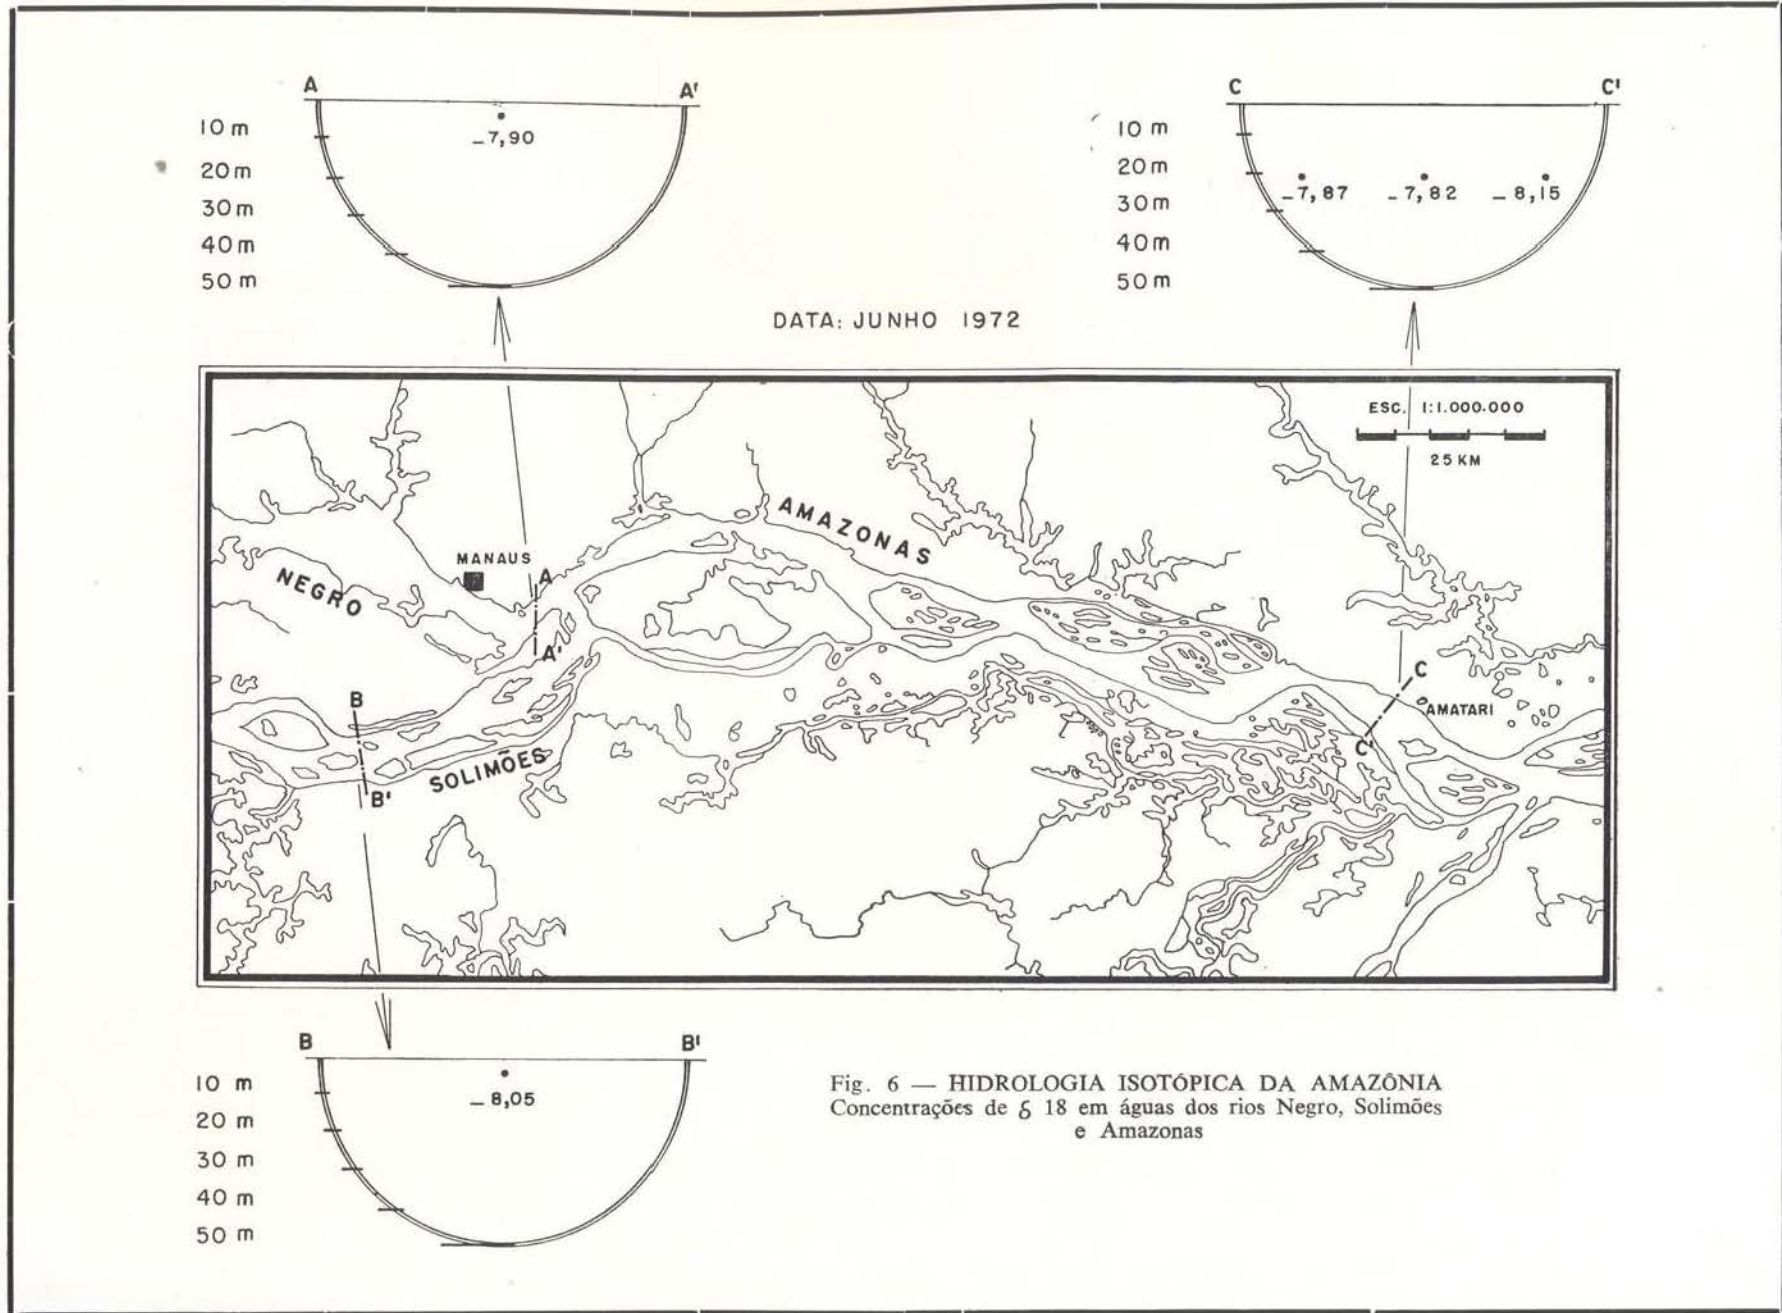 A A'
10 m
20 m
30 m
40 m
50 m
–7,90
C C'
10 m
20 m
30 m
40 m
50 m
–7,87 –7,82 –8,15
DATA: JUNHO 1972
ESC. 1:1.000.000
25 KM
AMAZONAS
MANAUS
NEGRO
A
A'
B
B'
SOLIMÕES
C
C'
AMATARI
B B'
10 m
20 m
30 m
40 m
50 m
–8,05
Fig. 6 — HIDROLOGIA ISOTÓPICA DA AMAZÔNIA
Concentrações de δ 18 em águas dos rios Negro, Solimões
e Amazonas